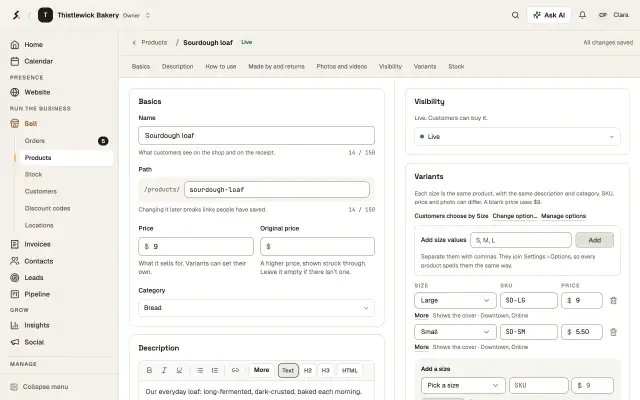 / T Thistlewick Bakery Owner
Ask AI
CP Clara.
Home
Calendar
PRESENCE
Website
RUN THE BUSINESS
Sell
Orders 5
Products
Stock
Customers
Discount codes
Locations
Invoices
Contacts
Leads
Pipeline
GROW
Insights
Social
MANAGE
Collapse menu
Products / Sourdough loaf Live
All changes saved
Basics Description How to use Made by and returns Photos and videos Visibility Variants Stock
Basics
Name
Sourdough loaf
What customers see on the shop and on the receipt. 14 / 150
Path
/products/ sourdough-loaf
Changing it later breaks links people have saved. 14 / 150
Price
$ 9
What it sells for. Variants can set their
own.
Original price
$
A higher price, shown struck through.
Leave it empty if there isn't one.
Category
Bread
Description
B I U More Text H2 H3 HTML
Our everyday loaf: long-fermented, dark-crusted, baked each morning.
Visibility
Live. Customers can buy it.
Live
Variants
Each size is the same product, with the same description and category. SKU,
price and photo can differ. A blank price uses $9.
Customers choose by Size Change option... Manage options
Add size values S, M, L Add
Separate them with commas. They join Settings › Options, so every
product spells them the same way.
SIZE SKU PRICE
Large SD-LG $ 9
More Shows the cover · Downtown, Online
Small SD-SM $ 5.50
More Shows the cover · Downtown, Online
Add a size
Pick a size SKU $ 9